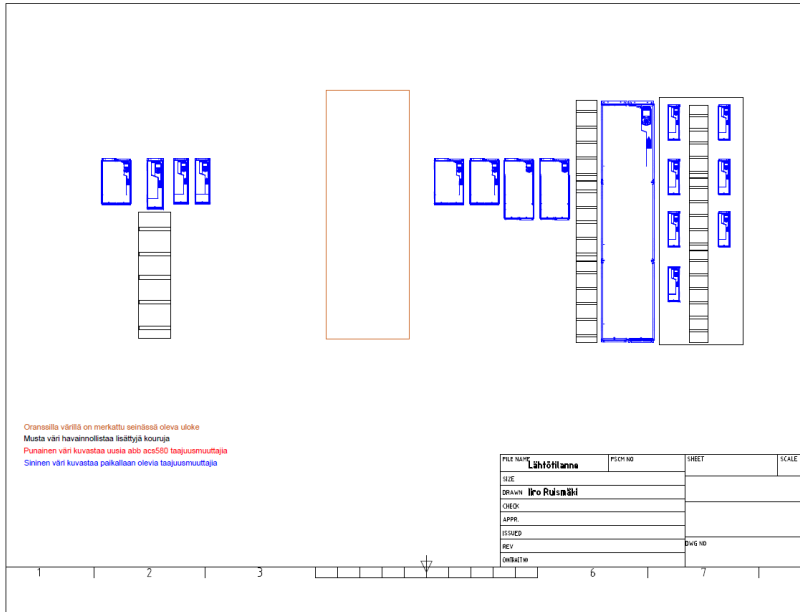 Oranssilla värillä on merkattu seinässä oleva uloke
Musta väri havainnollistaa lisättyjä kouruja
Punainen väri kuvastaa uusia abb acs580 taajuusmuuttajia
Sininen väri kuvastaa paikallaan olevia taajuusmuuttajia
FILE NAME Lähtötilanne FSCM NO SHEET SCALE
SIZE
DRAWN Iiro Ruismäki
CHECK
APPR.
ISSUED
REV DWG NO
1 2 3 6 7